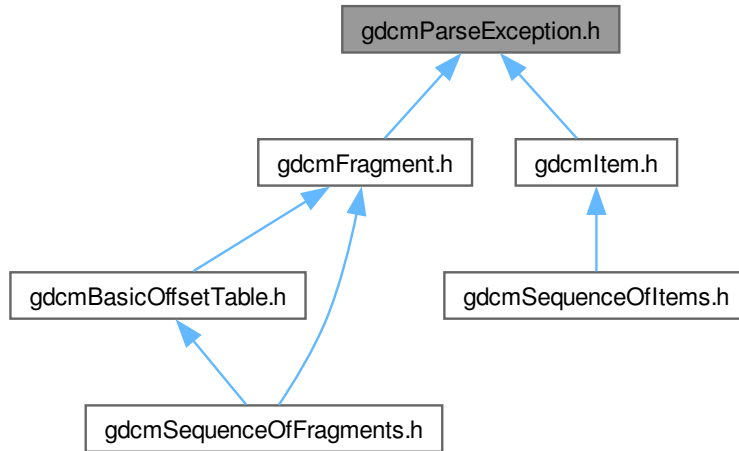 gdcmParseException.h
gdcmFragment.h
gdcmItem.h
gdcmBasicOffsetTable.h
gdcmSequenceOfItems.h
gdcmSequenceOfFragments.h